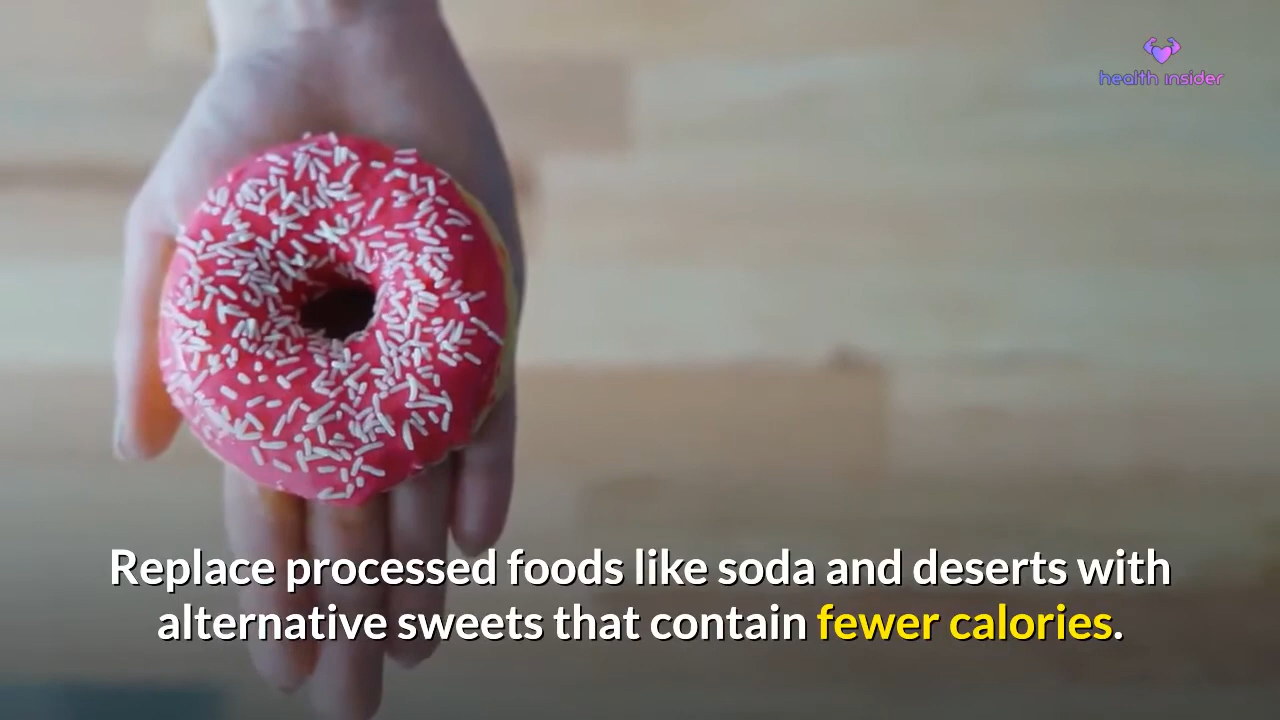 health insider
Replace processed foods like soda and deserts with
alternative sweets that contain fewer calories.